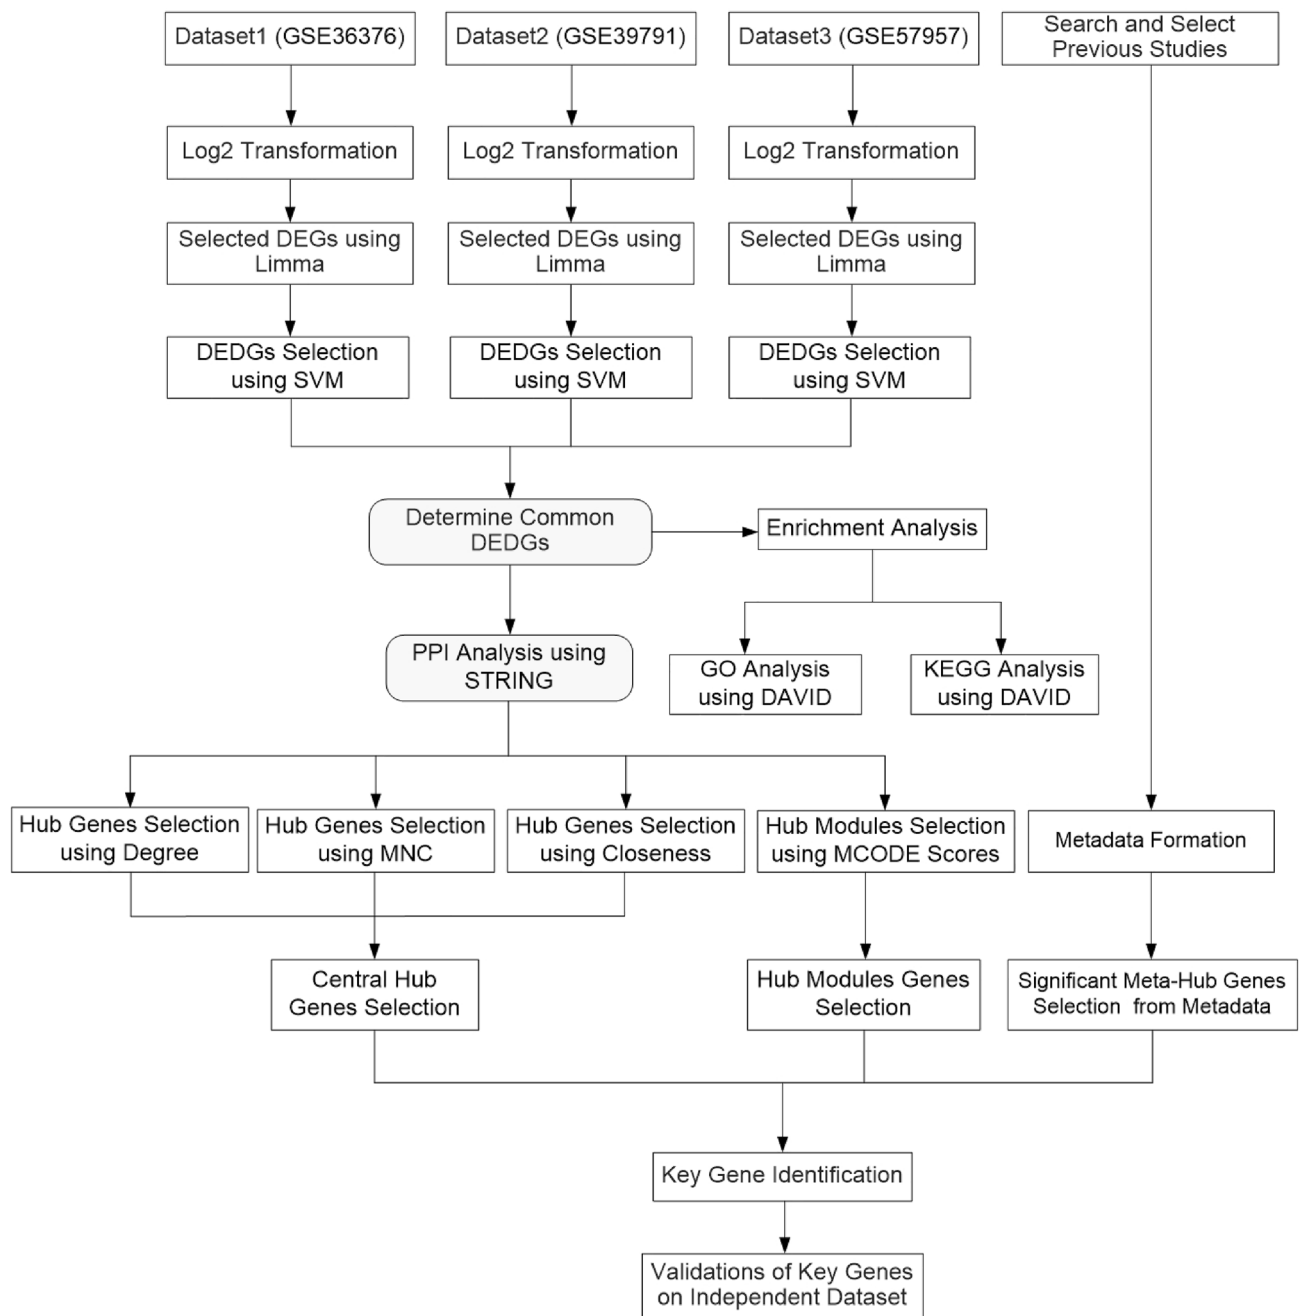 Dataset1 (GSE36376)
Dataset2 (GSE39791)
Dataset3 (GSE57957)
Search and Select
Previous Studies
Log2 Transformation
Log2 Transformation
Log2 Transformation
Selected DEGs using
Limma
Selected DEGs using
Limma
Selected DEGs using
Limma
DEDGs Selection
using SVM
DEDGs Selection
using SVM
DEDGs Selection
using SVM
Determine Common
DEDGs
Enrichment Analysis
PPI Analysis using
STRING
GO Analysis
using DAVID
KEGG Analysis
using DAVID
Hub Genes Selection
using Degree
Hub Genes Selection
using MNC
Hub Genes Selection
using Closeness
Hub Modules Selection
using MCODE Scores
Metadata Formation
Central Hub
Genes Selection
Hub Modules Genes
Selection
Significant Meta-Hub Genes
Selection from Metadata
Key Gene Identification
Validations of Key Genes
on Independent Dataset